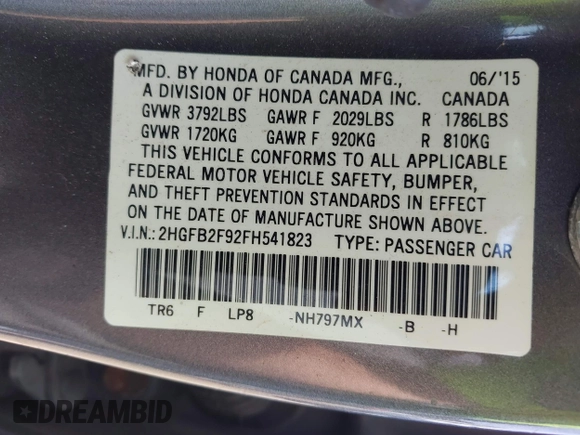 MFD. BY HONDA OF CANADA MFG., 06/'15
A DIVISION OF HONDA CANADA INC. CANADA
GVWR 3792LBS GAWR F 2029LBS R 1786LBS
GVWR 1720KG GAWR F 920KG R 810KG
THIS VEHICLE CONFORMS TO ALL APPLICABLE
FEDERAL MOTOR VEHICLE SAFETY, BUMPER,
AND THEFT PREVENTION STANDARDS IN EFFECT
ON THE DATE OF MANUFACTURE SHOWN ABOVE.
V.I.N.: 2HGFB2F92FH541823 TYPE: PASSENGER CAR
TR6 F LP8 -NH797MX -B -H
DREAMBID